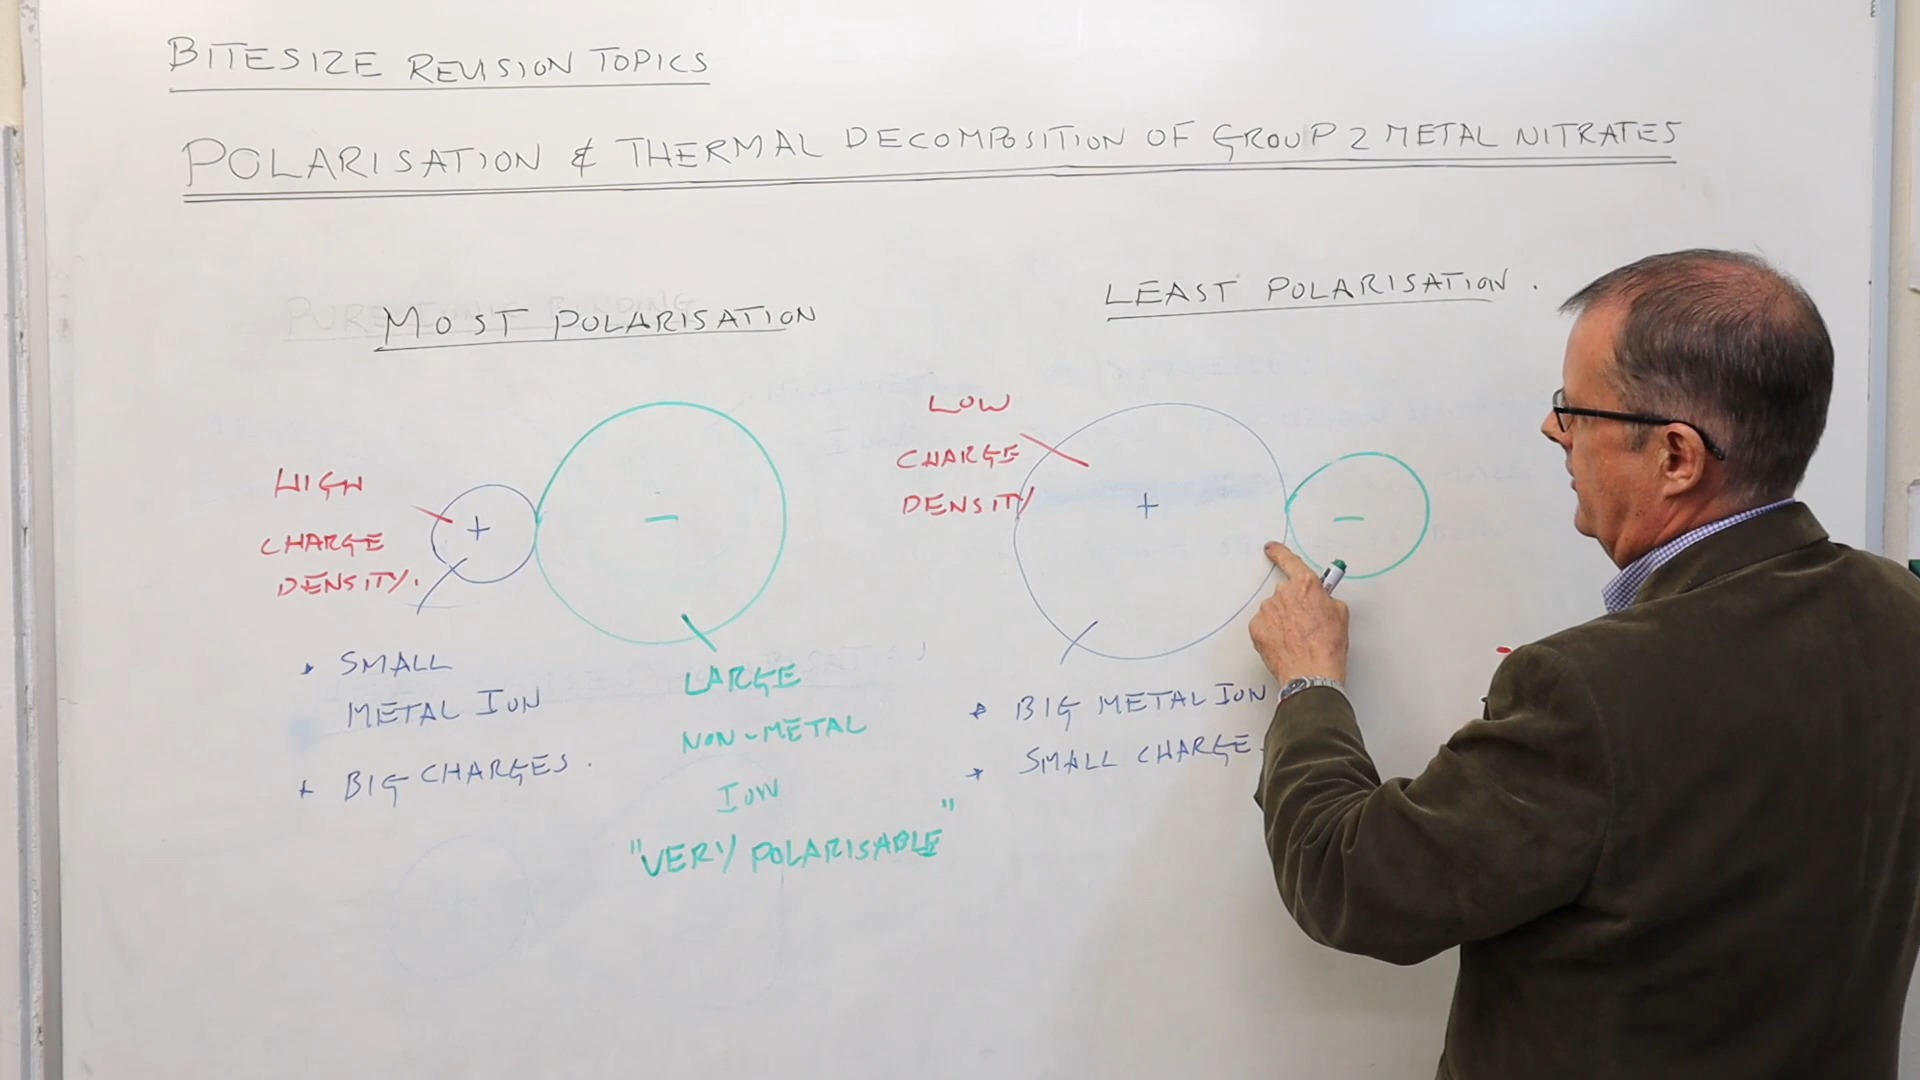 BITESIZE REVISION TOPICS
POLARISATION & THERMAL DECOMPOSITION OF GROUP 2 METAL NITRATES
MOST POLARISATION
HIGH
CHARGE
DENSITY.
+
−
* SMALL
METAL ION
* BIG CHARGES.
LARGE
NON-METAL
ION
"VERY POLARISABLE"
LEAST POLARISATION.
LOW
CHARGE
DENSITY
+
−
* BIG METAL ION
* SMALL CHARGE.